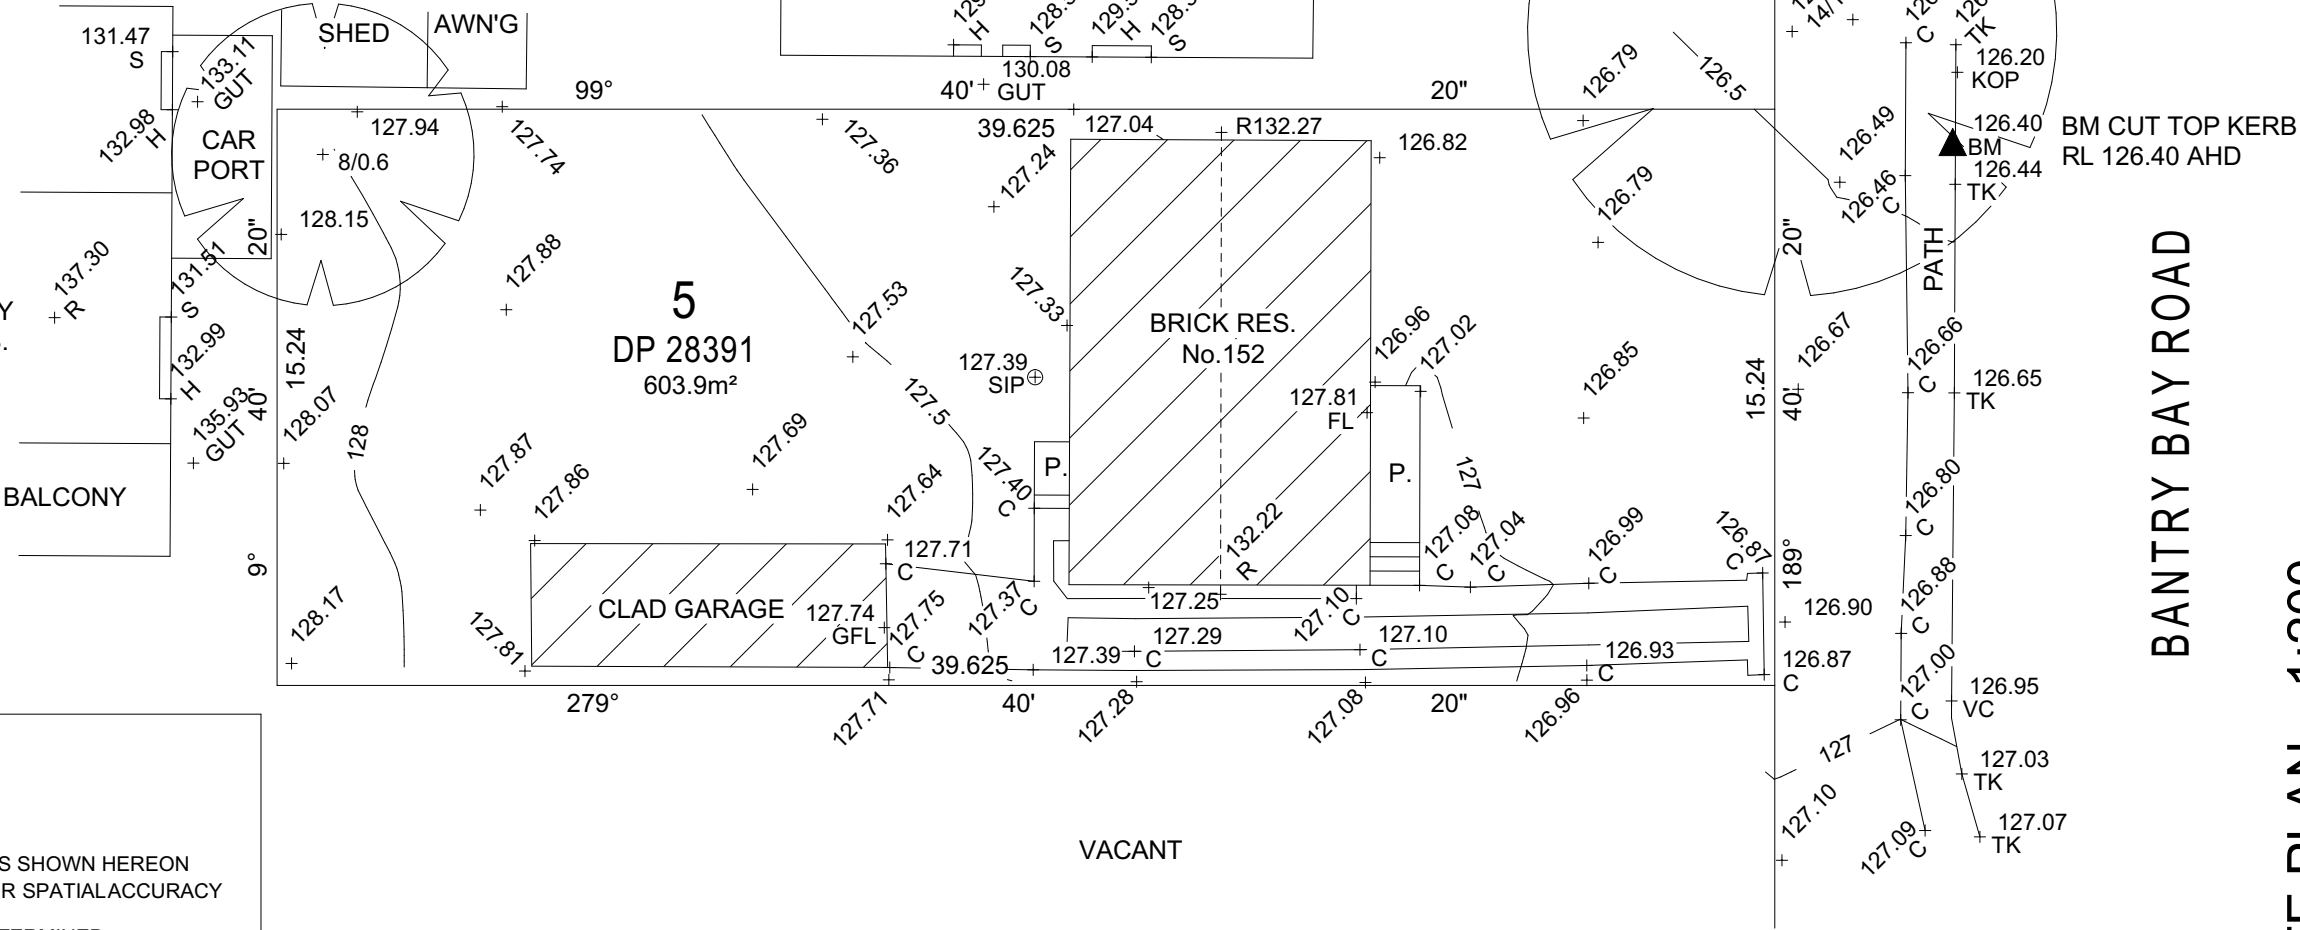 131.47
S
133.11
GUT
132.98
H
SHED
AWN'G
H
S
H
S
130.08
GUT
99°
40'
20"
127.94
CAR
PORT
8/0.6
127.74
127.36
39.625
127.04
R132.27
127.24
126.82
126.79
126.5
126.79
C
TK
126.20
KOP
126.49
126.40
BM
BM CUT TOP KERB
RL 126.40 AHD
126.44
TK
126.46
C
PATH
128.15
20"
20"
137.30
R
131.51
S
132.99
H
Y
135.93
GUT
15.24
40'
128.07
128
127.88
127.53
127.33
5
DP 28391
603.9m²
127.39
SIP
BRICK RES.
No.152
127.81
FL
126.96
127.02
126.85
15.24
40'
126.67
126.66
C
126.65
TK
BANTRY BAY ROAD
127.5
BALCONY
127.87
127.86
127.69
127.64
127.40
C
P.
P.
127
132.22
R
127.08
C
127.04
C
126.99
C
126.87
C
189°
126.80
C
9°
127.71
C
126.88
C
128.17
127.81
CLAD GARAGE
127.74
GFL
127.75
C
127.37
C
127.25
127.10
C
126.90
127.29
C
127.10
C
126.93
C
39.625
127.39
126.87
C
127.00
C
126.95
VC
279°
40'
20"
127.71
127.28
127.08
126.96
127
127.03
TK
127.10
127.09
C
127.07
TK
VACANT
S SHOWN HEREON
R SPATIAL ACCURACY